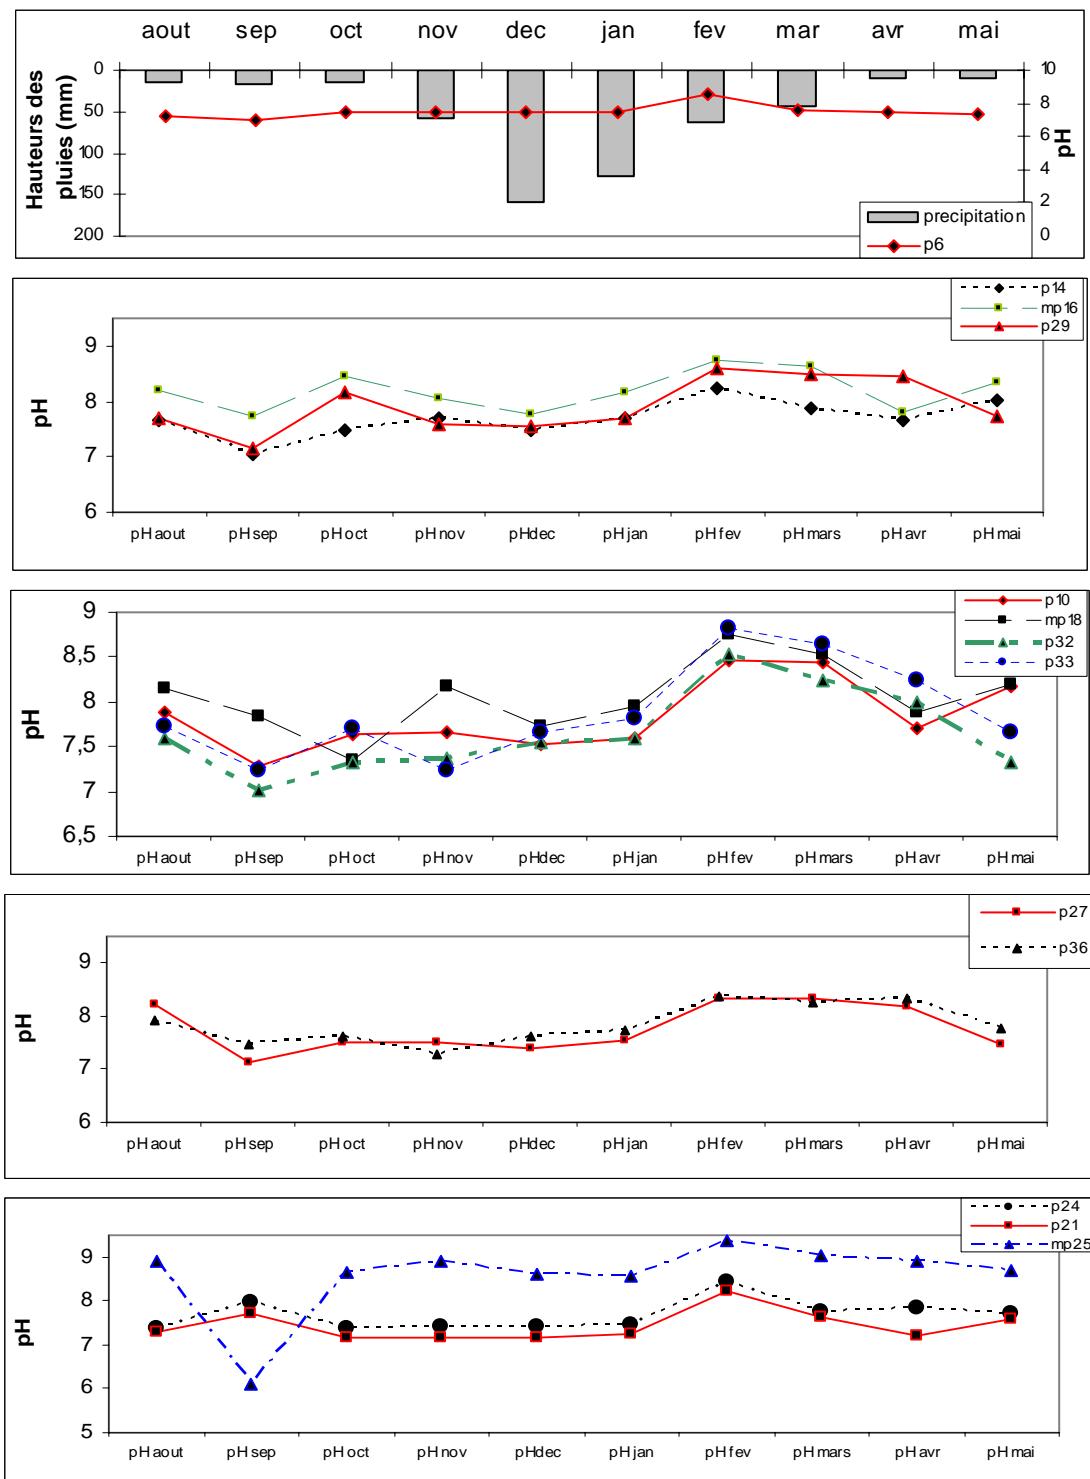 aout sep oct nov dec jan fev mar avr mai
Hauteurs des
pluies (mm)
0
50
100
150
200
10
8
6
4
2
0
pH
precipitation
p6
p14
mp16
p29
pH
9
8
7
6
pHaout pHsep pHoct pHnov pHdec pHjan pHfev pHmars pHavr pHmai
p10
mp18
p32
p33
pH
9
8,5
8
7,5
7
6,5
pHaout pHsep pHoct pHnov pHdec pHjan pHfev pHmars pHavr pHmai
p27
p36
pH
9
8
7
6
pHaout pHsep pHoct pHnov pHdec pHjan pHfev pHmars pHavr pHmai
p24
p21
mp25
pH
9
8
7
6
5
pHaout pHsep pHoct pHnov pHdec pHjan pHfev pHmars pHavr pHmai